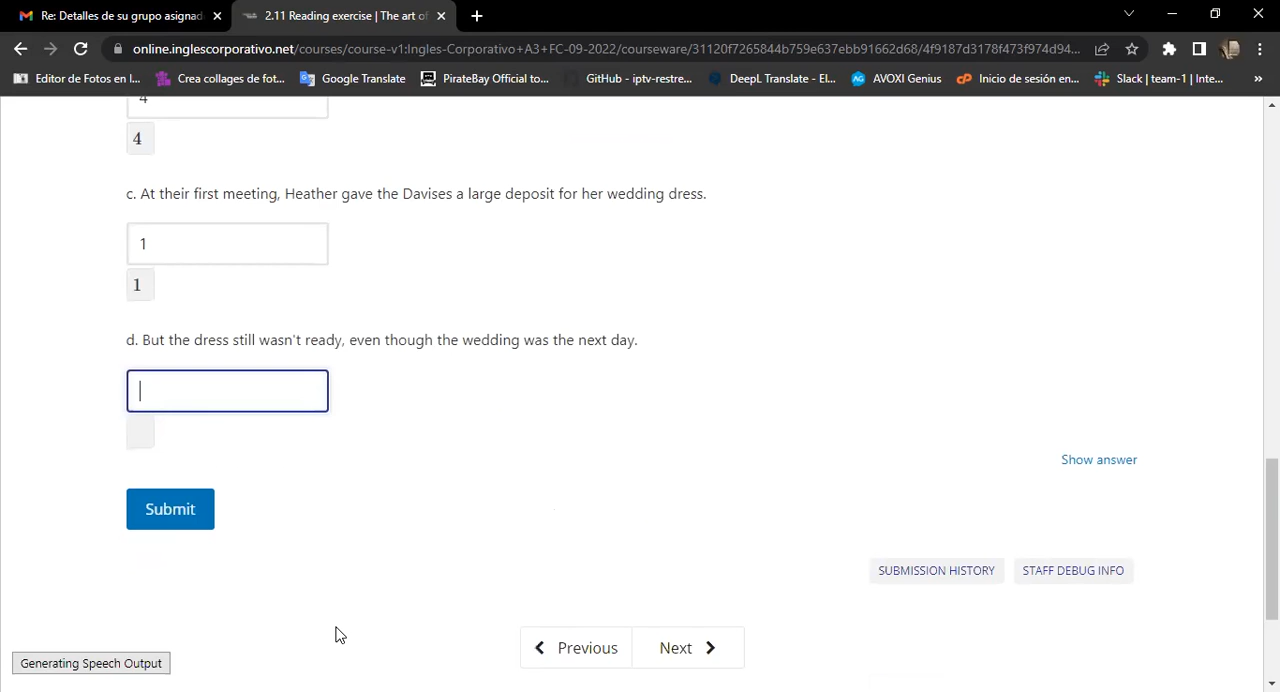 Re: Detalles de su grupo asignad
2.11 Reading exercise | The art of
online.inglescorporativo.net/courses/course-v1:Ingles-Corporativo+A3+FC-09-2022/courseware/31120f7265844b759e637ebb91662d68/4f9187d3178f473f974d94...
Editor de Fotos en l...
Crea collages de fot...
Google Translate
PirateBay Official to...
GitHub - iptv-restre...
DeepL Translate - El...
AVOXI Genius
Inicio de sesión en...
Slack | team-1 | Inte...
4
4
c. At their first meeting, Heather gave the Davises a large deposit for her wedding dress.
1
1
d. But the dress still wasn't ready, even though the wedding was the next day.
Show answer
Submit
SUBMISSION HISTORY
STAFF DEBUG INFO
Previous
Next
Generating Speech Output